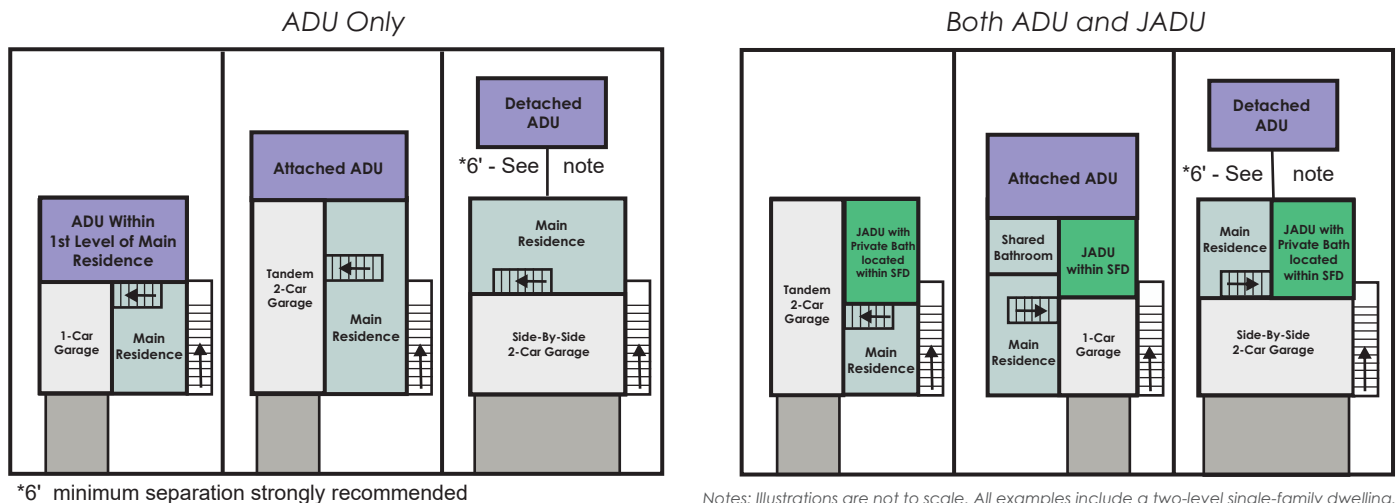 ADU Only
ADU Within
1st Level of Main
Residence
1-Car
Garage
Main
Residence
Attached ADU
Tandem
2-Car
Garage
Main
Residence
Detached
ADU
*6' - See note
Main
Residence
Side-By-Side
2-Car Garage
*6' minimum separation strongly recommended
Both ADU and JADU
Tandem
2-Car
Garage
JADU with
Private Bath
located
within SFD
Main
Residence
Attached ADU
Shared
Bathroom
JADU
within SFD
Main
Residence
1-Car
Garage
Detached
ADU
*6' - See note
Main
Residence
JADU with
Private Bath
located
within SFD
Side-By-Side
2-Car Garage
Notes: Illustrations are not to scale. All examples include a two-level single-family dwelling.